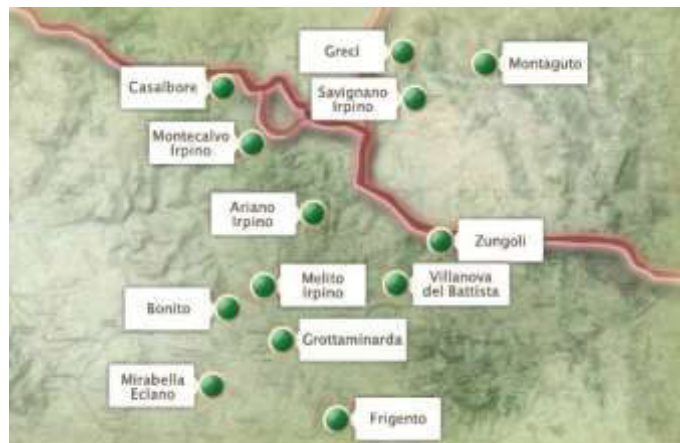 Greci
Montaguto
Casalbore
Savignano
Irpino
Montecalvo
Irpino
Ariano
Irpino
Zungoli
Melito
Irpino
Villanova
del Battista
Bonito
Grottaminarda
Mirabella
Eclano
Frigento